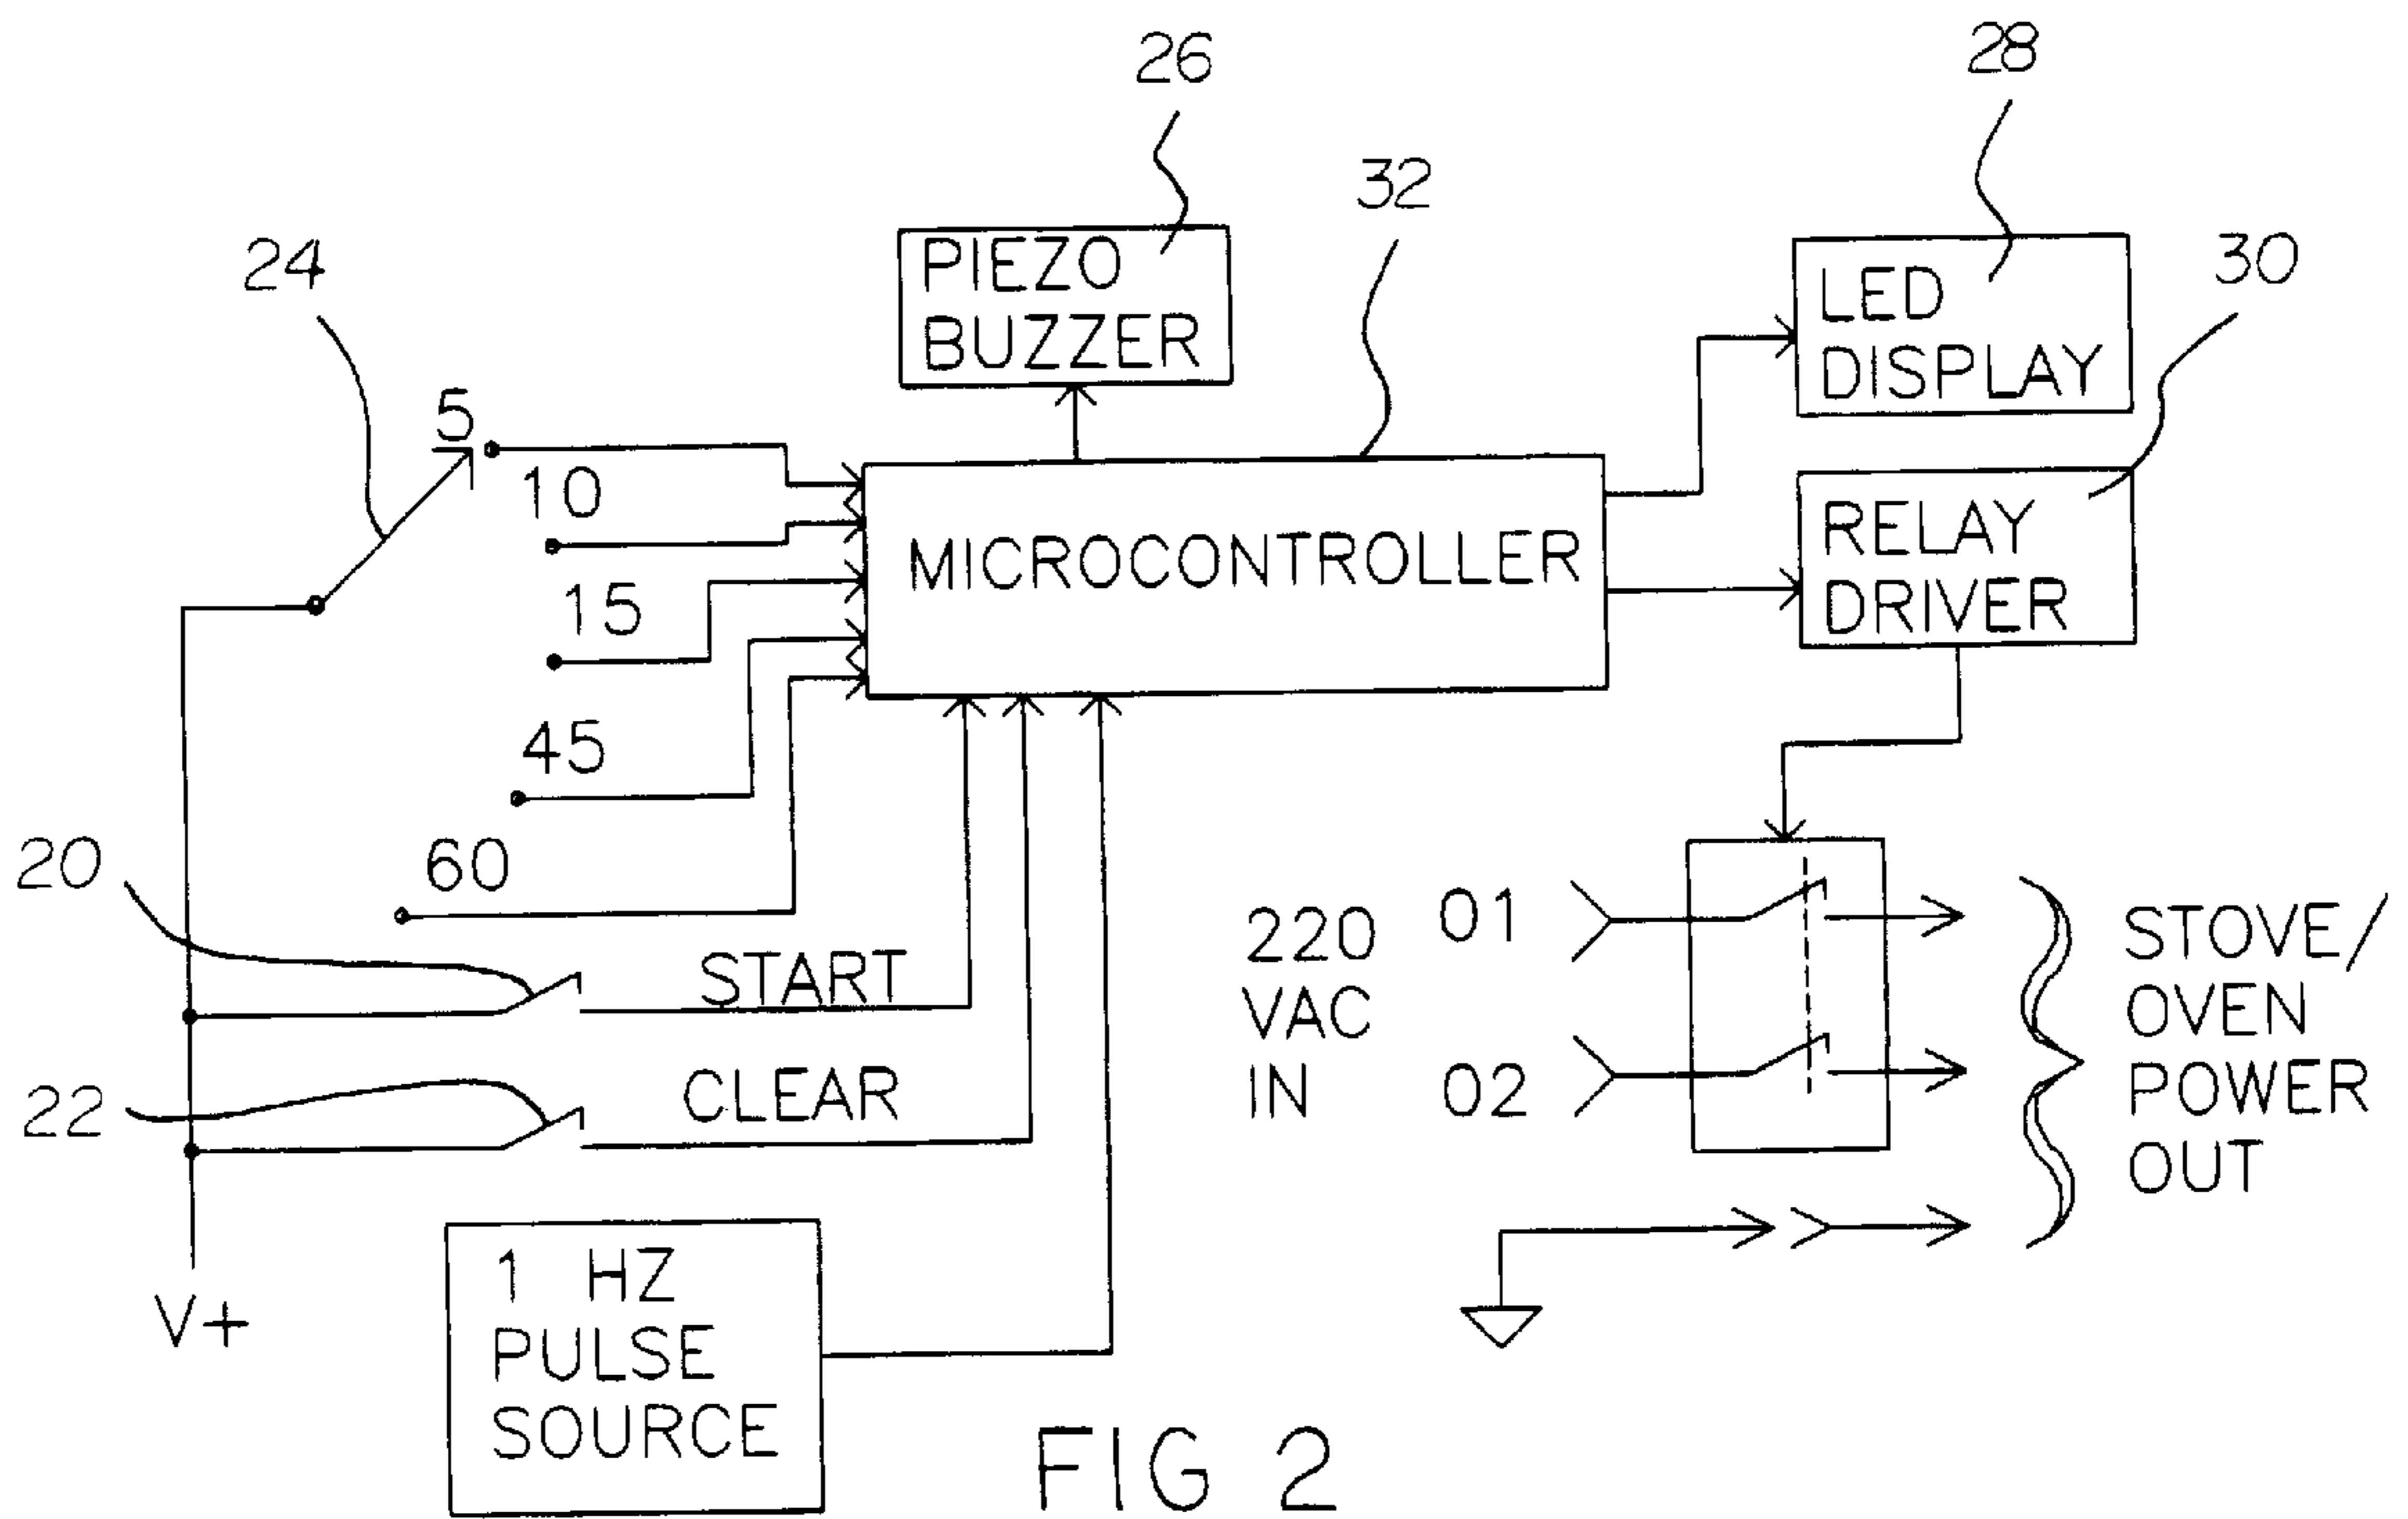 26
28
32
24
30
PIEZO
BUZZER
LED
DISPLAY
5
10
15
45
60
MICROCONTROLLER
RELAY
DRIVER
20
START
22
CLEAR
220
VAC
IN
01
02
STOVE/
OVEN
POWER
OUT
V+
1 HZ
PULSE
SOURCE
FIG 2